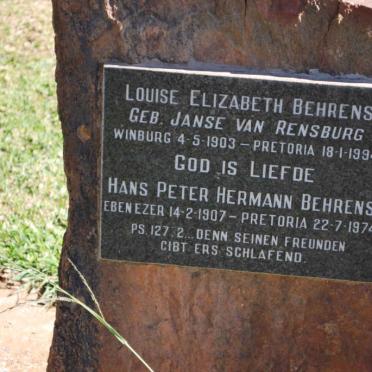 LOUISE ELIZABETH BEHRENS
GEB. JANSE VAN RENSBURG
WINBURG 4-5-1903 — PRETORIA 18-1-1994
GOD IS LIEFDE
HANS PETER HERMANN BEHRENS
EBENEZER 14-2-1907 — PRETORIA 22-7-1974
PS. 127. 2... DENN SEINEN FREUNDEN
GIBT ERS SCHLAFEND.